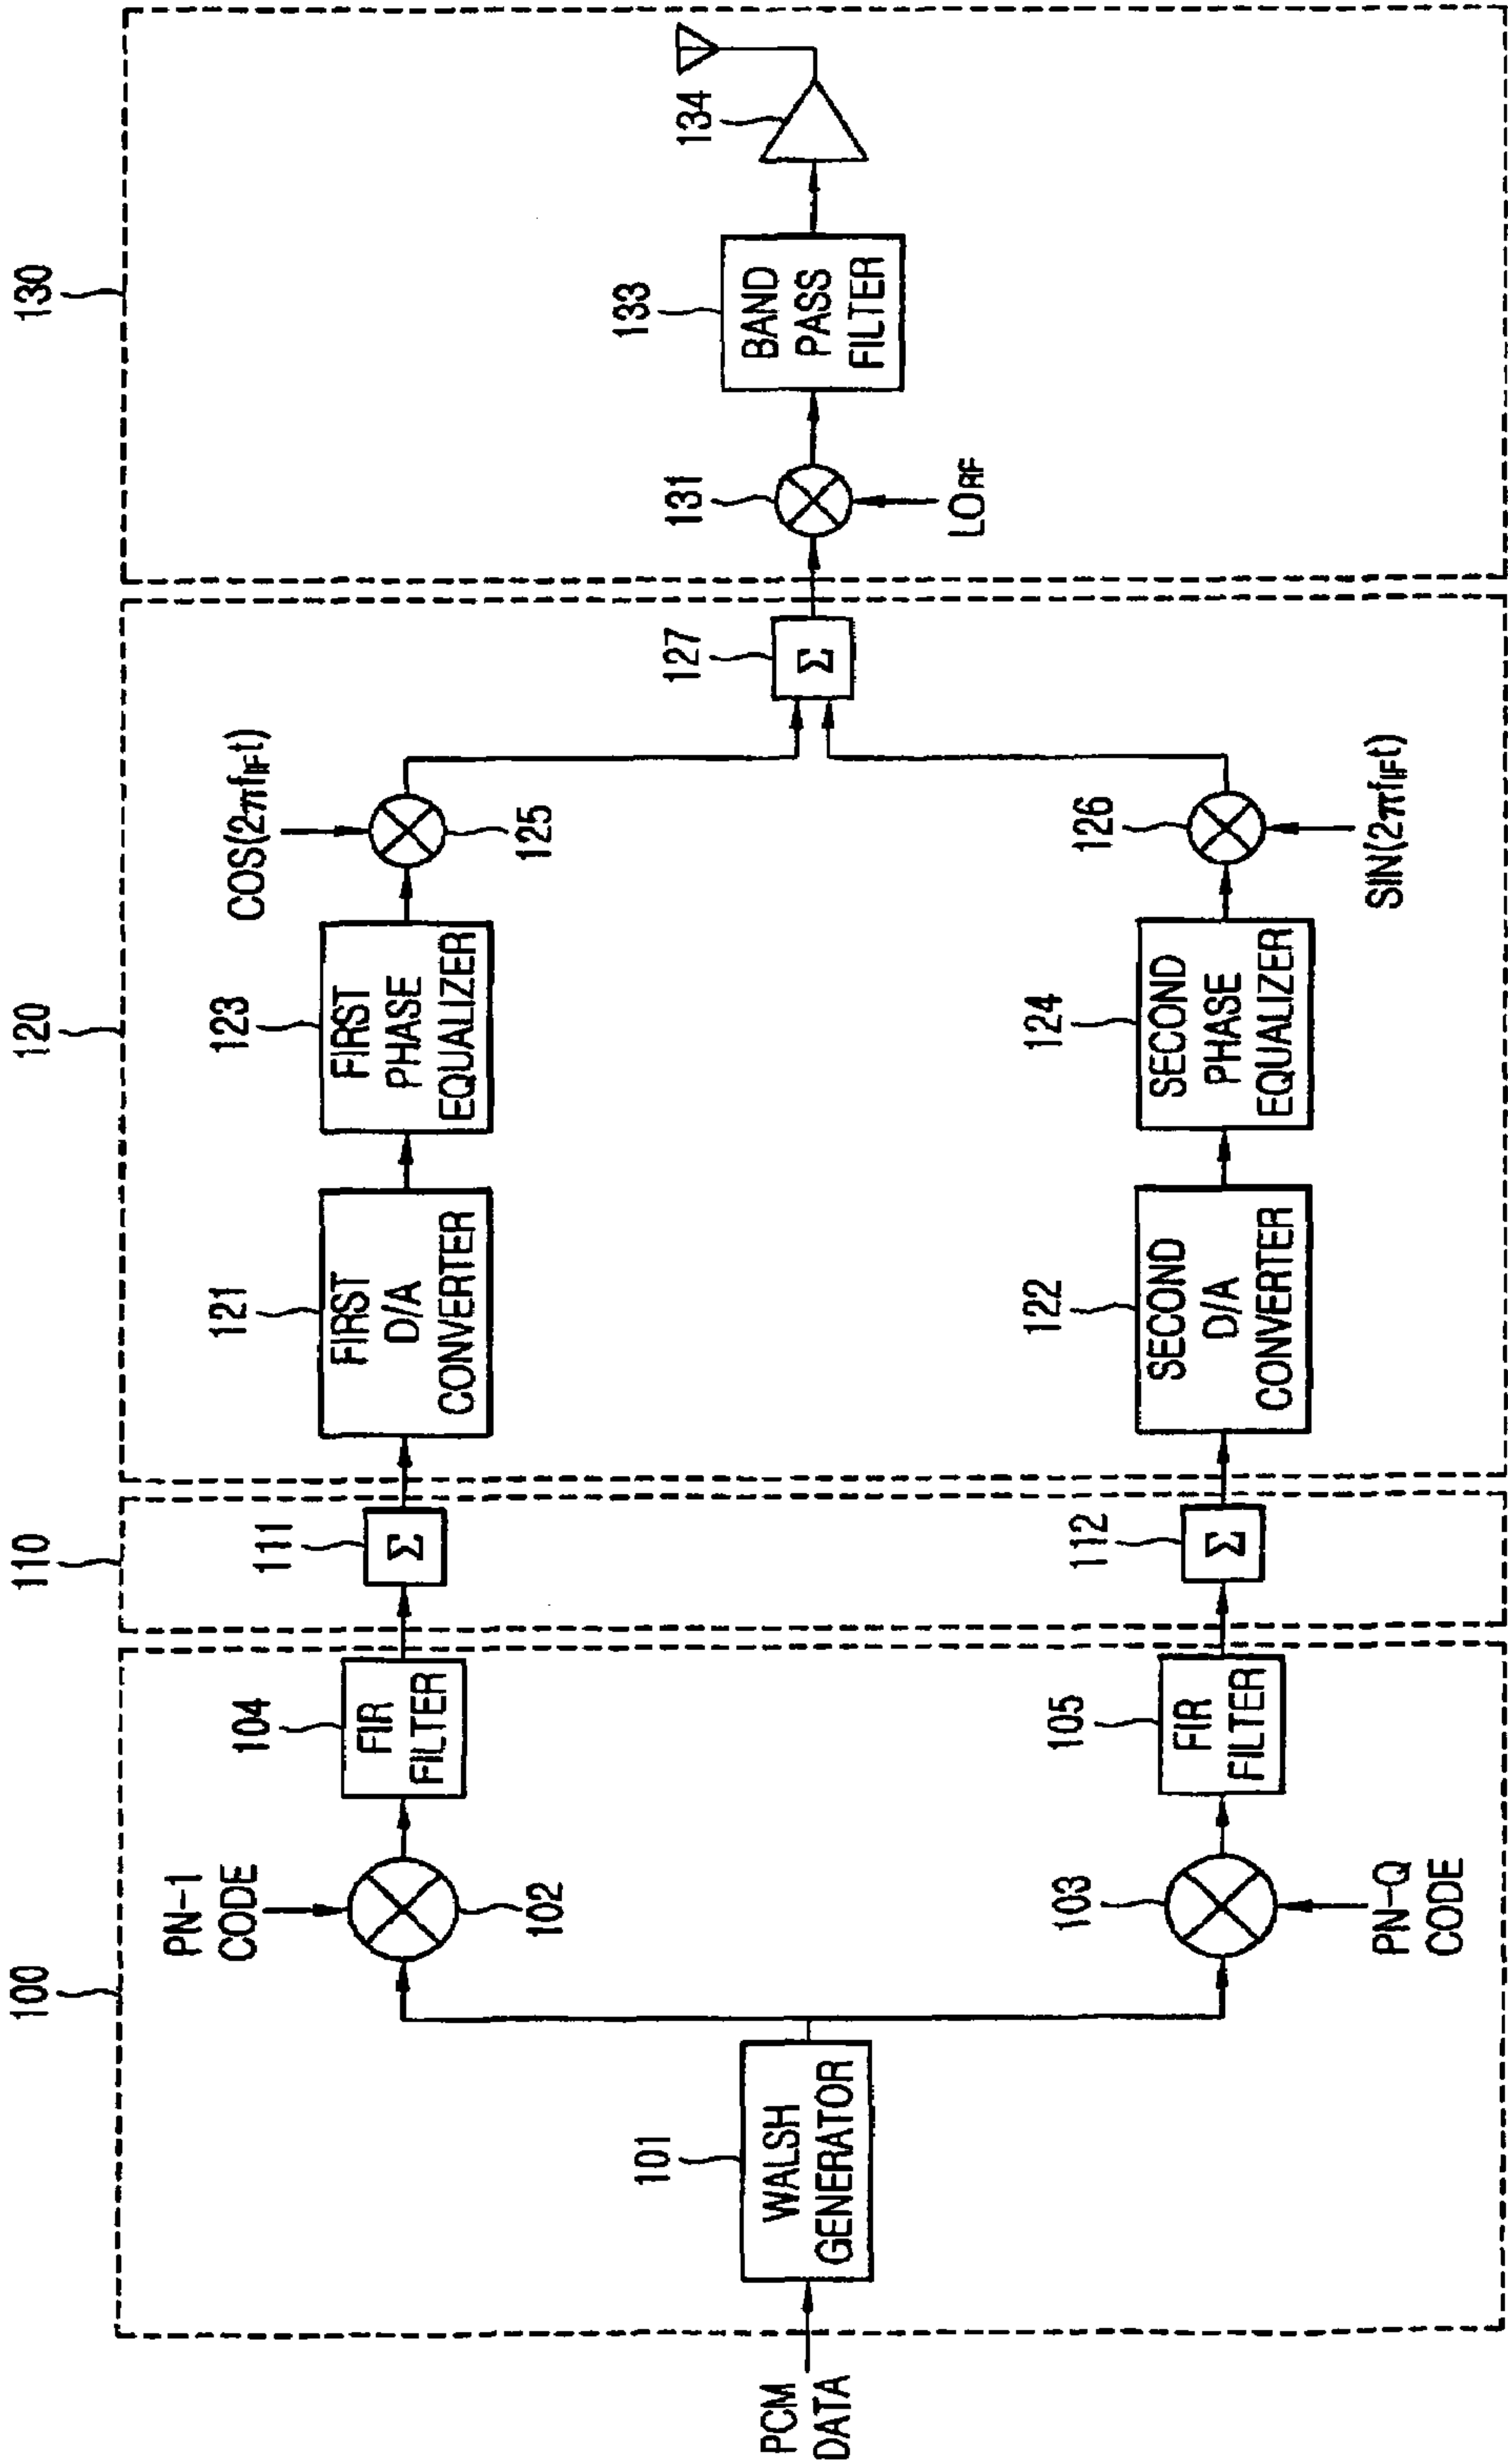 100
110
120
130
PCM
DATA
101
WALSH
GENERATOR
PN-1
CODE
102
104
FIR
FILTER
111
Σ
121
FIRST
D/A
CONVERTER
123
FIRST
PHASE
EQUALIZER
COS(2πfIFt)
125
103
PN-Q
CODE
105
FIR
FILTER
112
Σ
122
SECOND
D/A
CONVERTER
124
SECOND
PHASE
EQUALIZER
126
SIN(2πfIFt)
127
Σ
131
LORF
133
BAND
PASS
FILTER
134